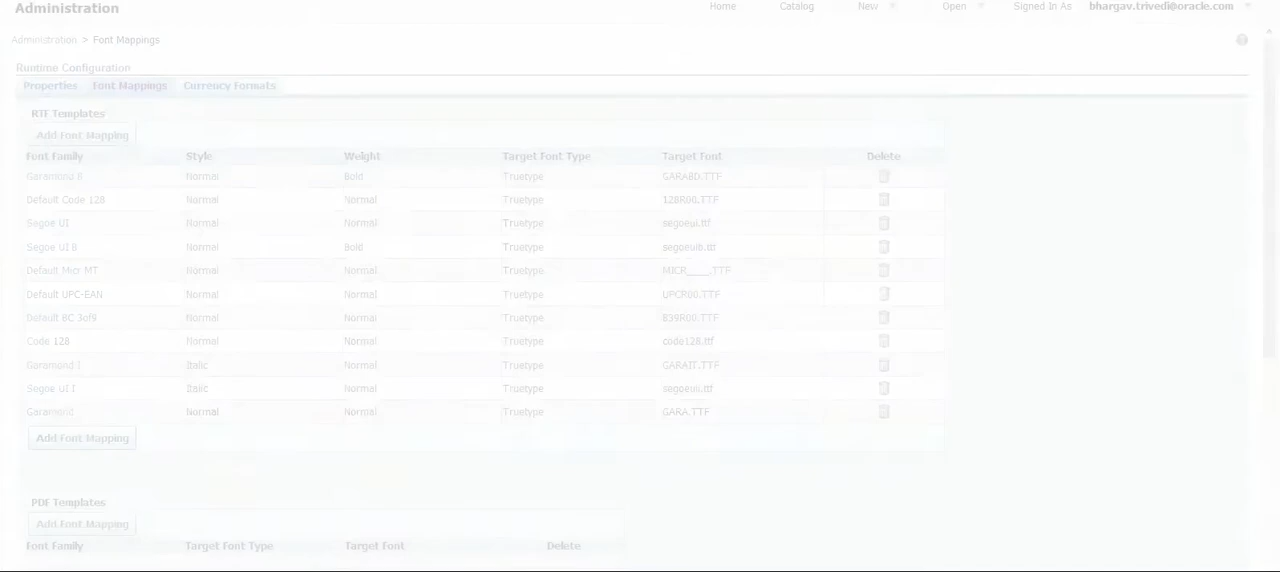 Administration Home Catalog New Open Signed In As bhargav.trivedi@oracle.com
Administration > Font Mappings
Runtime Configuration
Properties Font Mappings Currency Formats
RTF Templates
Add Font Mapping
Font Family Style Weight Target Font Type Target Font Delete
Garamond B Normal Bold Truetype GARABD.TTF
Default Code 128 Normal Normal Truetype 128R00.TTF
Segoe UI Normal Normal Truetype segoeui.ttf
Segoe UI B Normal Bold Truetype segoeuib.ttf
Default Micr MT Normal Normal Truetype MICR____.TTF
Default UPC-EAN Normal Normal Truetype UPCR00.TTF
Default BC 3of9 Normal Normal Truetype B39R00.TTF
Code 128 Normal Normal Truetype code128.ttf
Garamond I Italic Normal Truetype GARAIT.TTF
Segoe UI I Italic Normal Truetype segoeuii.ttf
Garamond Normal Normal Truetype GARA.TTF
Add Font Mapping
PDF Templates
Add Font Mapping
Font Family Target Font Type Target Font Delete